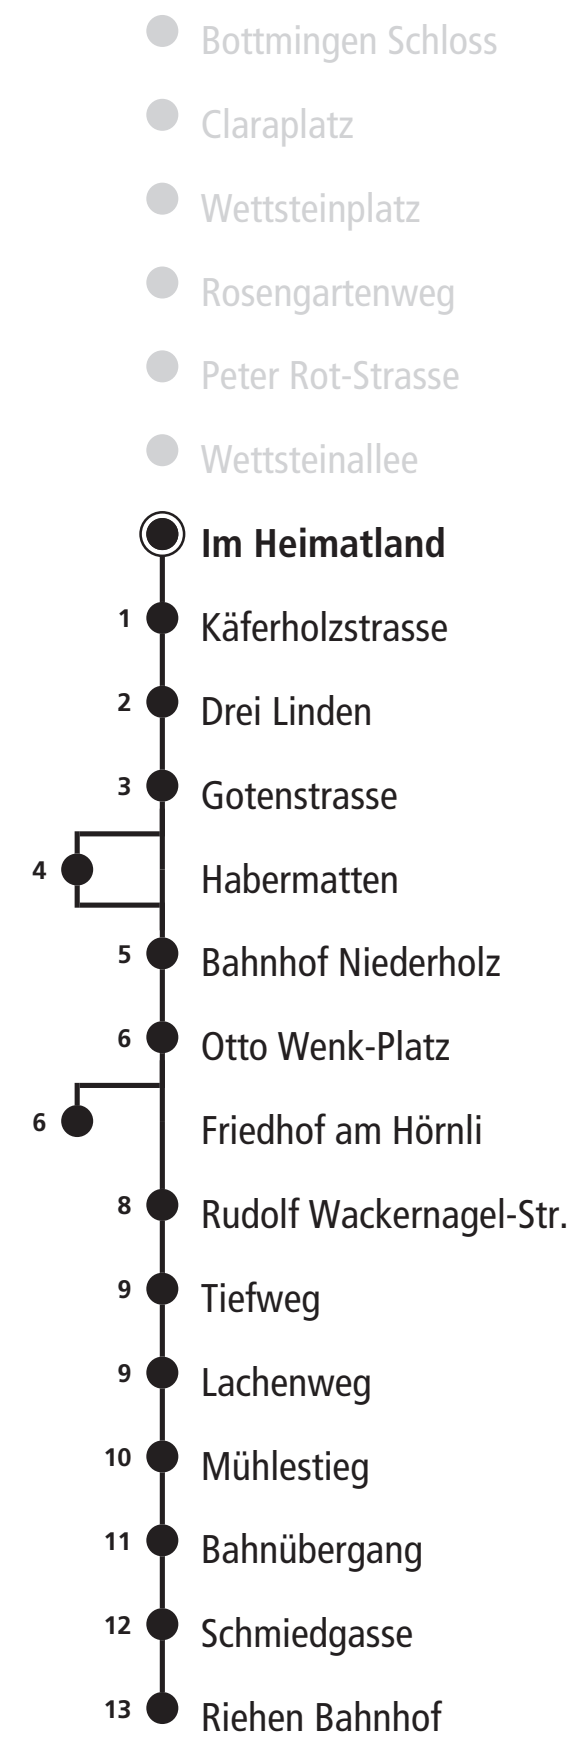 Bottmingen Schloss
Claraplatz
Wettsteinplatz
Rosengartenweg
Peter Rot-Strasse
Wettsteinallee
Im Heimatland
1 Käferholzstrasse
2 Drei Linden
3 Gotenstrasse
4 Habermatten
5 Bahnhof Niederholz
6 Otto Wenk-Platz
6 Friedhof am Hörnli
8 Rudolf Wackernagel-Str.
9 Tiefweg
9 Lachenweg
10 Mühlestieg
11 Bahnübergang
12 Schmiedgasse
13 Riehen Bahnhof